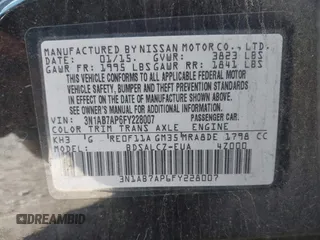 MANUFACTURED BY NISSAN MOTOR CO., LTD.
DATE: 01/15. GVWR: 3823 LBS
GAWR FR: 1995 LBS GAWR RR: 1841 LBS
THIS VEHICLE CONFORMS TO ALL
APPLICABLE FEDERAL MOTOR
VEHICLE SAFETY, BUMPER,
AND THEFT PREVENTION STANDARDS
IN EFFECT ON THE DATE OF
MANUFACTURE SHOWN ABOVE.
VIN: 3N1AB7AP6FY228007 PASSENGER CAR
COLOR TRIM TRANS AXLE ENGINE
KH3 G RE0F11A GM35 MRA8DE 1798 CC
MODEL: BDSALCZ-EUA 4Z000
3N1AB7AP6FY228007